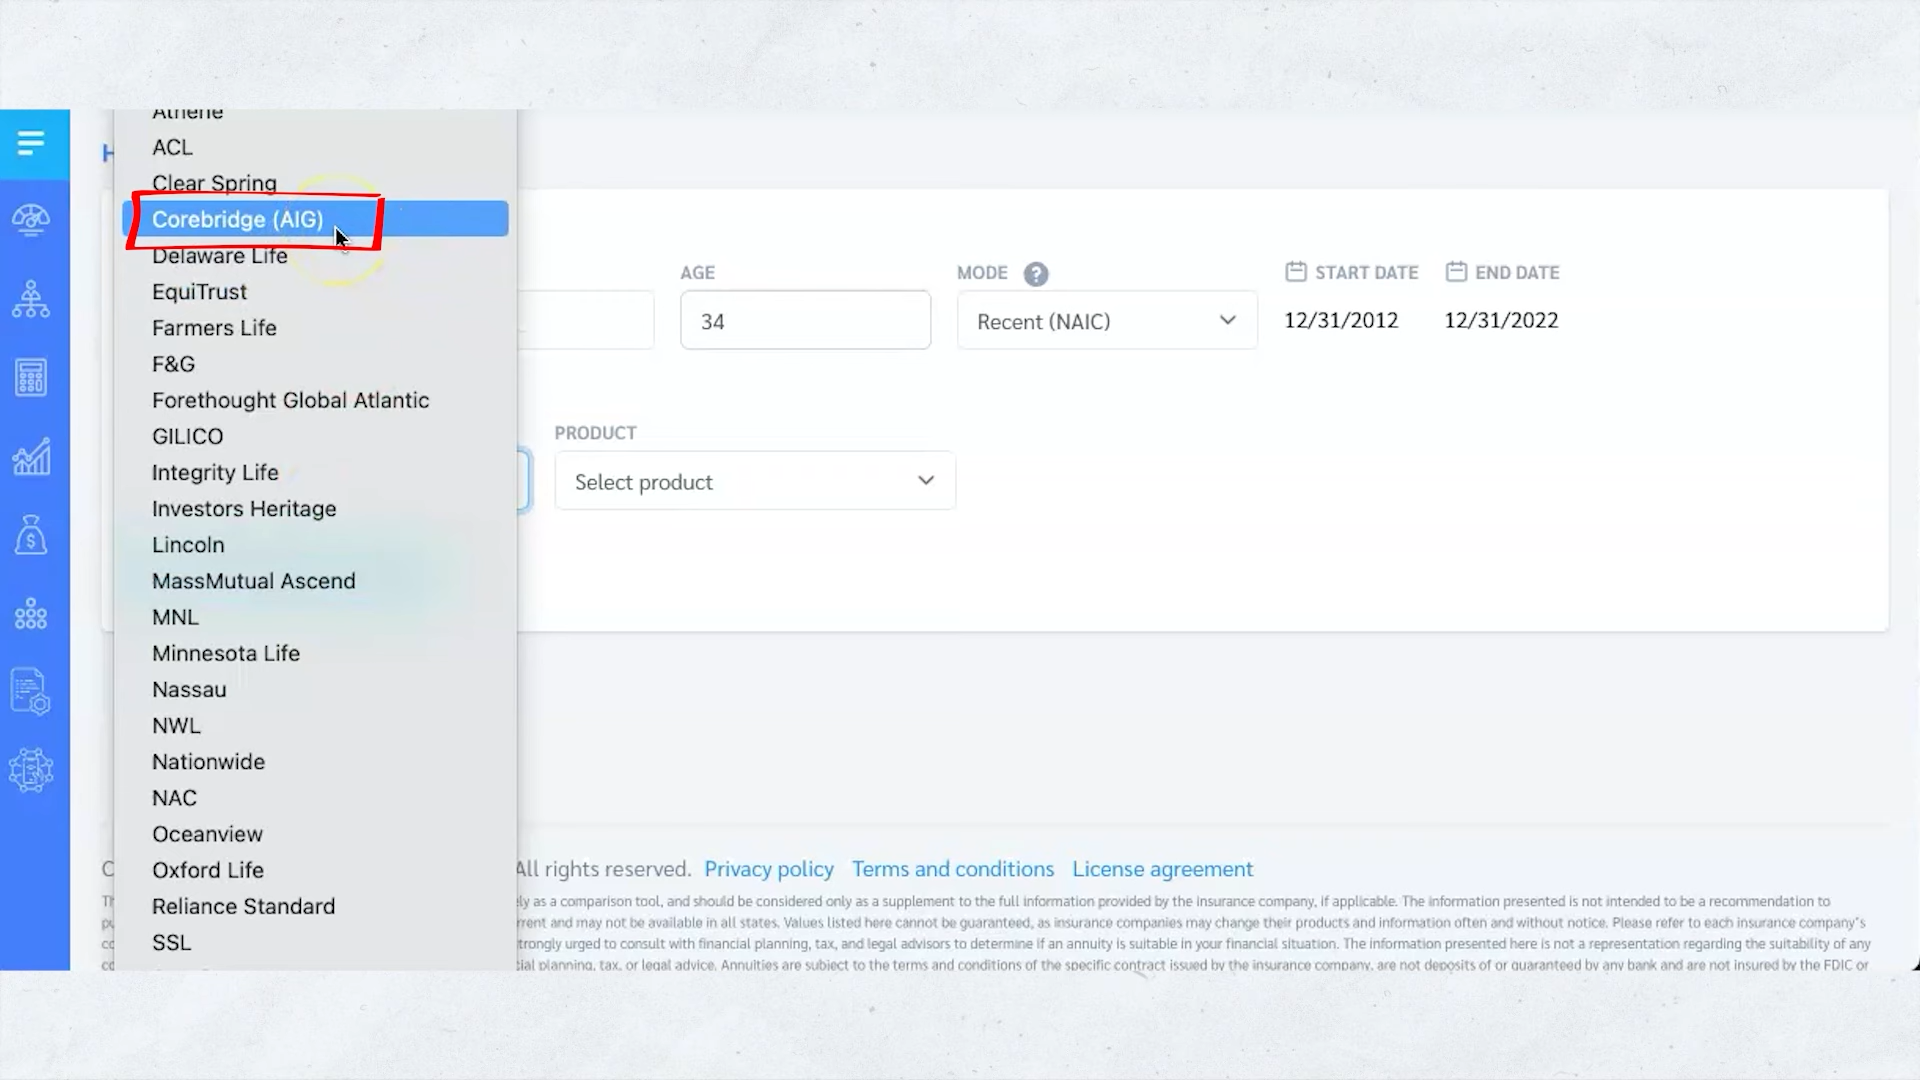 Athene
ACL
Clear Spring
Corebridge (AIG)
Delaware Life
EquiTrust
Farmers Life
F&G
Forethought Global Atlantic
GILICO
Integrity Life
Investors Heritage
Lincoln
MassMutual Ascend
MNL
Minnesota Life
Nassau
NWL
Nationwide
NAC
Oceanview
Oxford Life
Reliance Standard
SSL
AGE
34
MODE ?
Recent (NAIC)
START DATE
12/31/2012
END DATE
12/31/2022
PRODUCT
Select product
All rights reserved. Privacy policy Terms and conditions License agreement
as a comparison tool, and should be considered only as a supplement to the full information provided by the insurance company, if applicable. The information presented is not intended to be a recommendation to
and may not be available in all states. Values listed here cannot be guaranteed, as insurance companies may change their products and information often and without notice. Please refer to each insurance company's
urged to consult with financial planning, tax, and legal advisors to determine if an annuity is suitable in your financial situation. The information presented here is not a representation regarding the suitability of any
planning, tax, or legal advice. Annuities are subject to the terms and conditions of the specific contract issued by the insurance company, are not deposits of or guaranteed by any bank and are not insured by the FDIC or